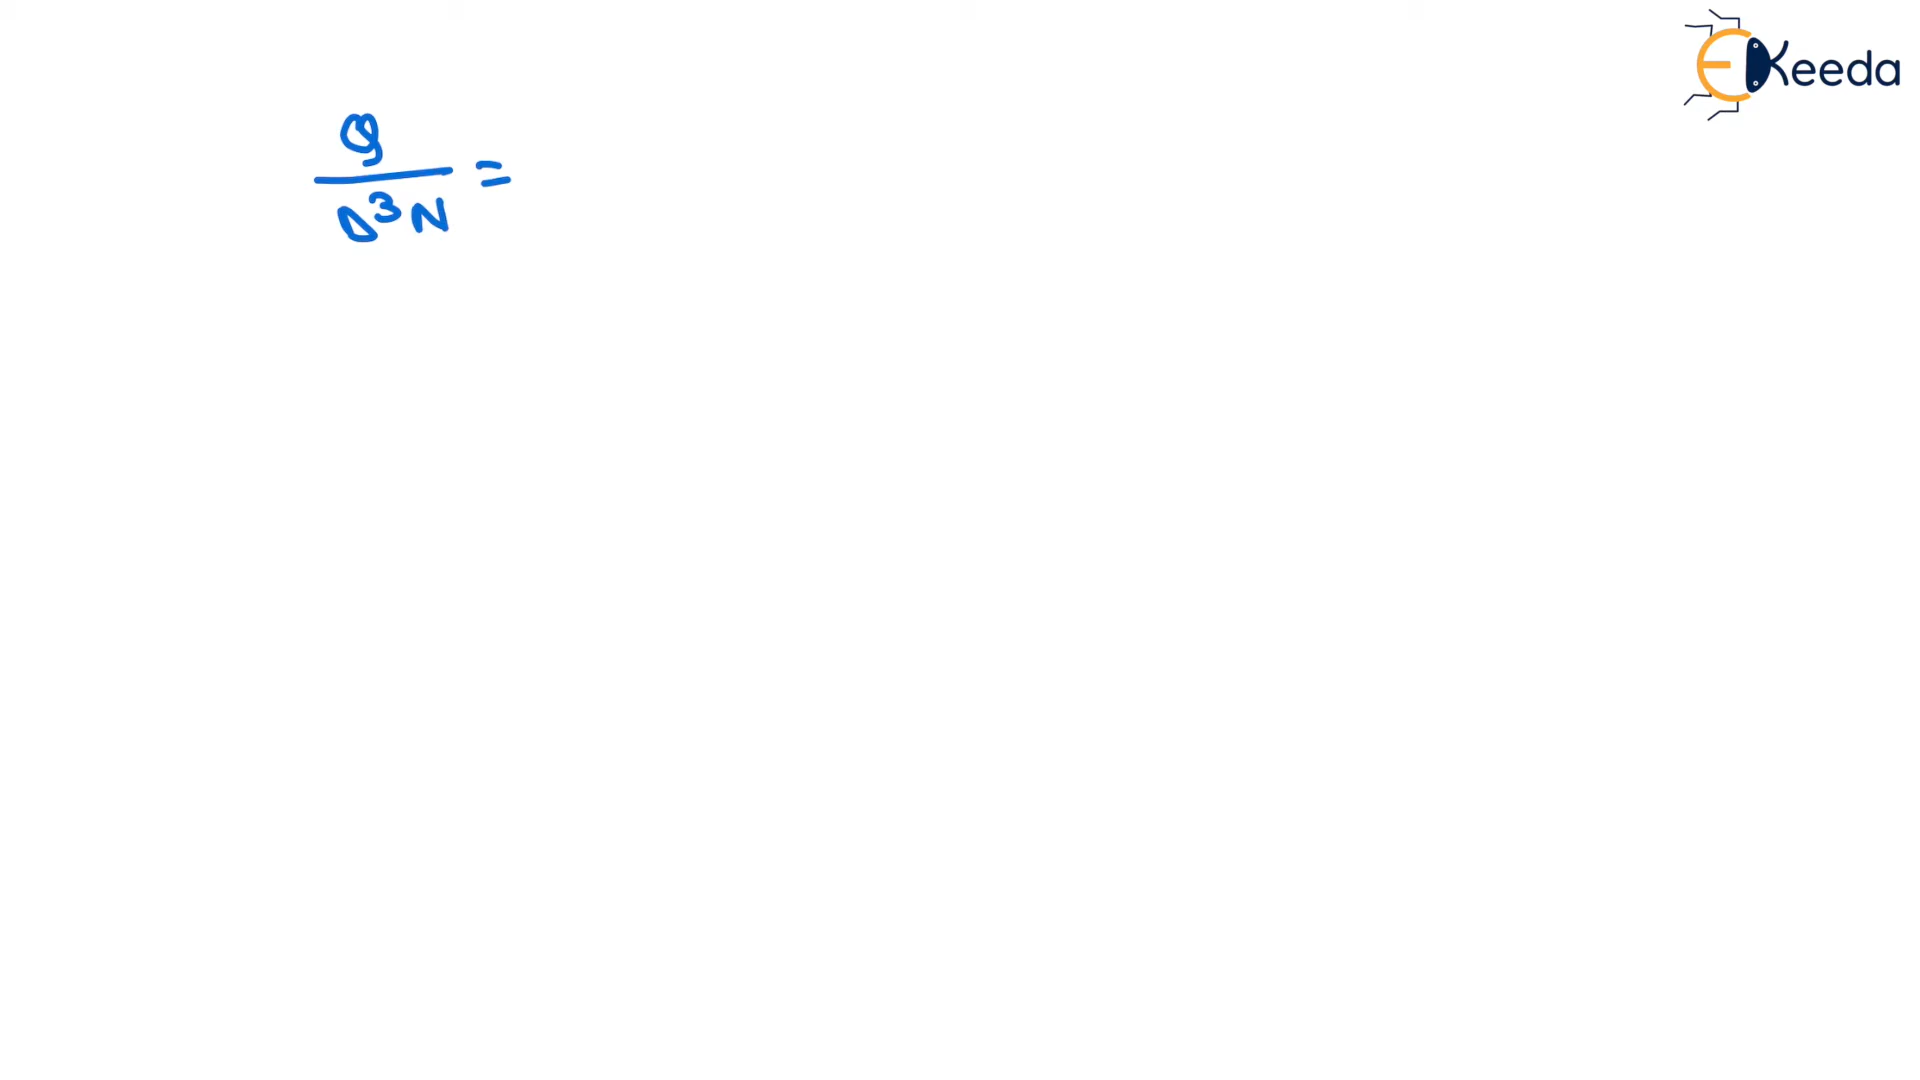 EKeeda
Q
D³N =